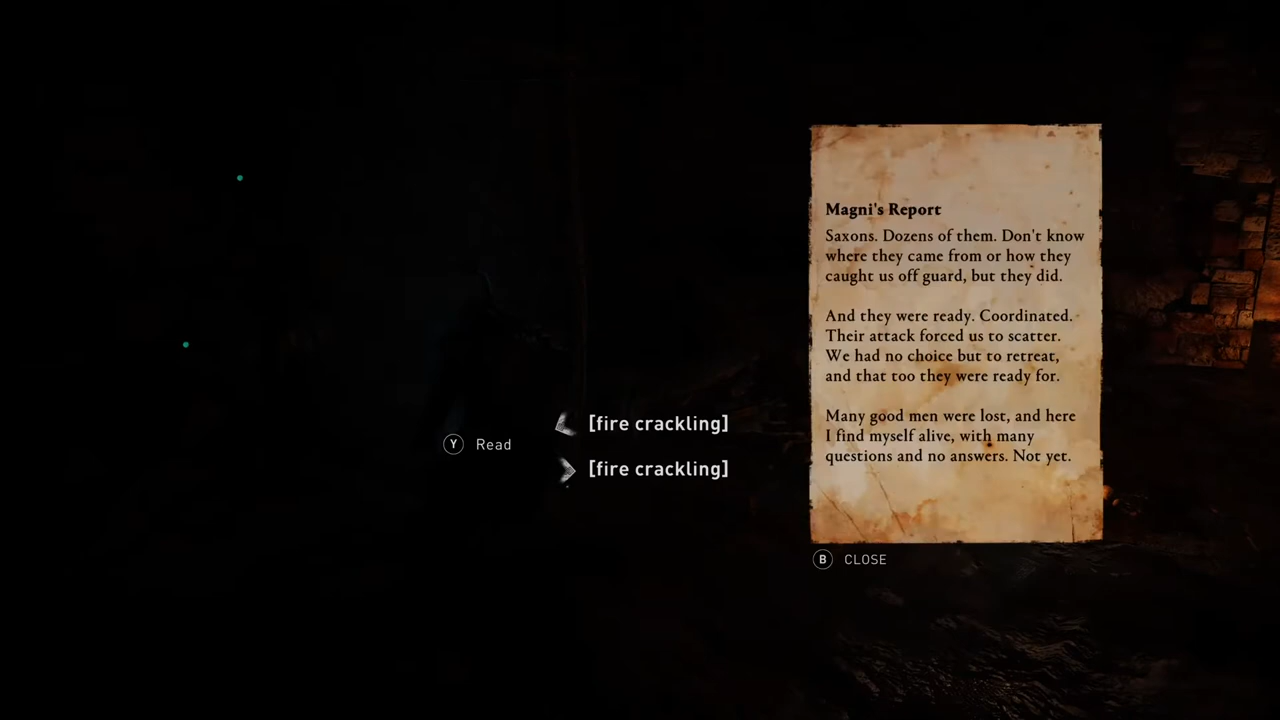 Magni's Report
Saxons. Dozens of them. Don't know
where they came from or how they
caught us off guard, but they did.
And they were ready. Coordinated.
Their attack forced us to scatter.
We had no choice but to retreat,
and that too they were ready for.
Many good men were lost, and here
I find myself alive, with many
questions and no answers. Not yet.
[fire crackling]
Y Read
[fire crackling]
B CLOSE